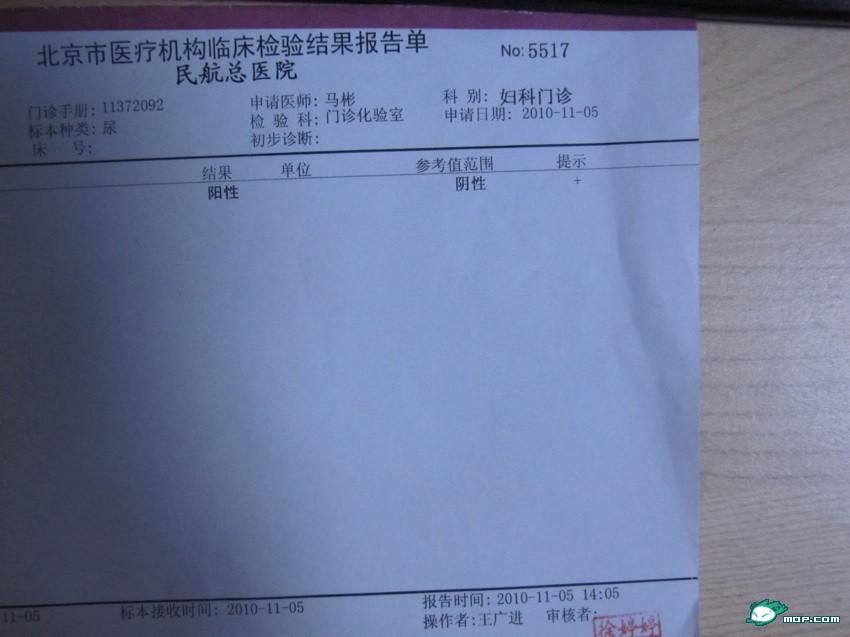 北京市医疗机构临床检验结果报告单 No: 5517
民航总医院
门诊手册: 11372092 申请医师: 马彬 科 别: 妇科门诊
标本种类: 尿 检 验 科: 门诊化验室 申请日期: 2010-11-05
床 号: 初步诊断:
结果 单位 参考值范围 提示
阳性 阴性 +
11-05 标本接收时间: 2010-11-05 报告时间: 2010-11-05 14:05
操作者: 王广进 审核者:
徐婷婷
mop.com